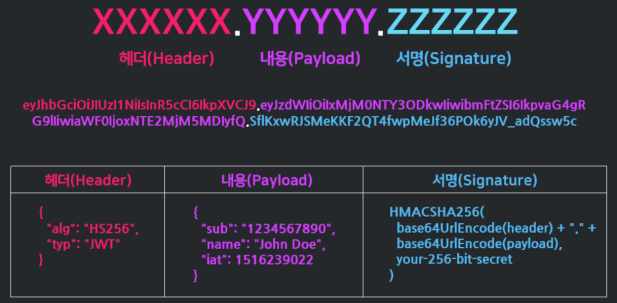 XXXXXX.YYYYYY.ZZZZZZ
헤더(Header) 내용(Payload) 서명(Signature)
eyJhbGciOiJIUzI1NiIsInR5cCI6IkpXVCJ9.eyJzdWIiOiIxMjM0NTY3ODkwIiwibmFtZSI6IkpvaG4gR
G9lIiwiaWF0IjoxNTE2MjM5MDIyfQ.SflKxwRJSMeKKF2QT4fwpMeJf36POk6yJV_adQssw5c
헤더(Header) 내용(Payload) 서명(Signature)
{
"alg": "HS256",
"typ": "JWT"
}
{
"sub": "1234567890",
"name": "John Doe",
"iat": 1516239022
}
HMACSHA256(
base64UrlEncode(header) + "." +
base64UrlEncode(payload),
your-256-bit-secret
)